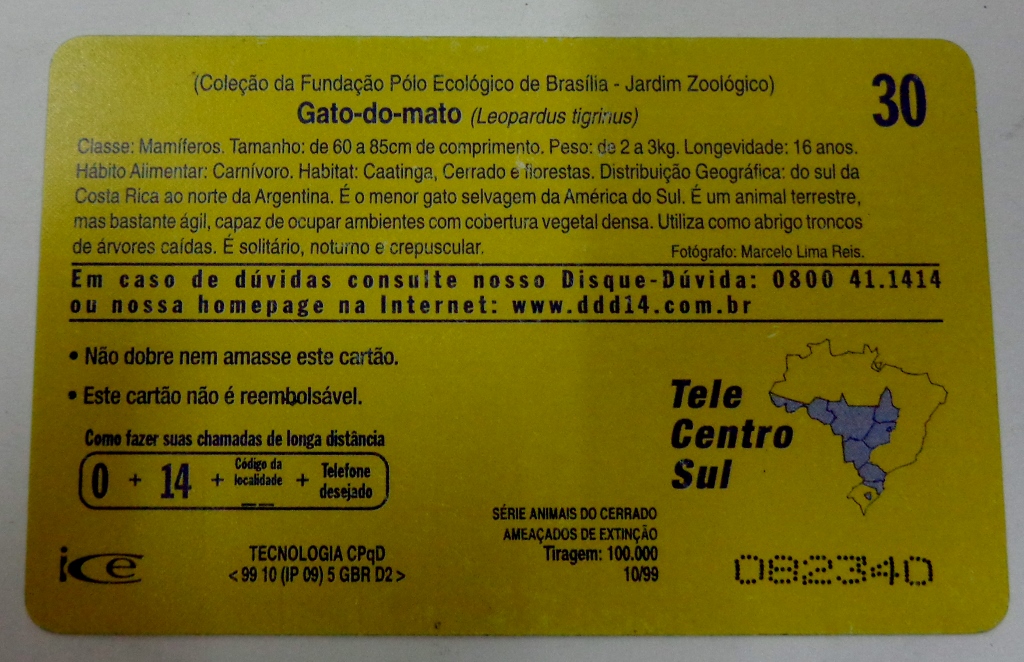 (Coleção da Fundação Pólo Ecológico de Brasília - Jardim Zoológico)
Gato-do-mato (Leopardus tigrinus)
30
Classe: Mamíferos. Tamanho: de 60 a 85cm de comprimento. Peso: de 2 a 3kg. Longevidade: 16 anos.
Hábito Alimentar: Carnívoro. Habitat: Caatinga, Cerrado e florestas. Distribuição Geográfica: do sul da
Costa Rica ao norte da Argentina. É o menor gato selvagem da América do Sul. É um animal terrestre,
mas bastante ágil, capaz de ocupar ambientes com cobertura vegetal densa. Utiliza como abrigo troncos
de árvores caídas. É solitário, noturno e crepuscular.
Fotógrafo: Marcelo Lima Reis.
Em caso de dúvidas consulte nosso Disque-Dúvida: 0800 41.1414
ou nossa homepage na Internet: www.ddd14.com.br
• Não dobre nem amasse este cartão.
• Este cartão não é reembolsável.
Como fazer suas chamadas de longa distância
0 + 14 + Código da localidade __ + Telefone desejado
Tele
Centro
Sul
SÉRIE ANIMAIS DO CERRADO
AMEAÇADOS DE EXTINÇÃO
Tiragem: 100.000
10/99
ice
TECNOLOGIA CPqD
< 99 10 (IP 09) 5 GBR D2 >
082340